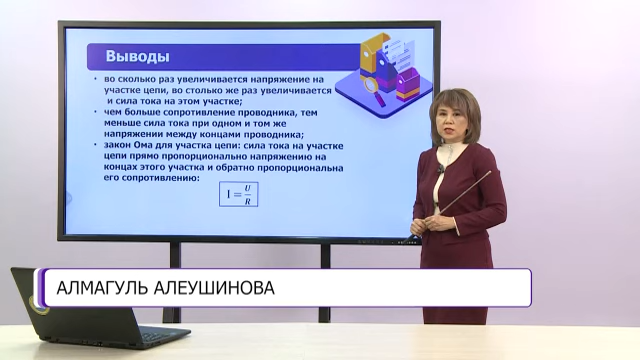 Выводы
• во сколько раз увеличивается напряжение на
участке цепи, во столько же раз увеличивается
и сила тока на этом участке;
• чем больше сопротивление проводника, тем
меньше сила тока при одном и том же
напряжении между концами проводника;
• закон Ома для участка цепи: сила тока на участке
цепи прямо пропорционально напряжению на
концах этого участка и обратно пропорциональна
его сопротивлению:
I = U/R
АЛМАГУЛЬ АЛЕУШИНОВА